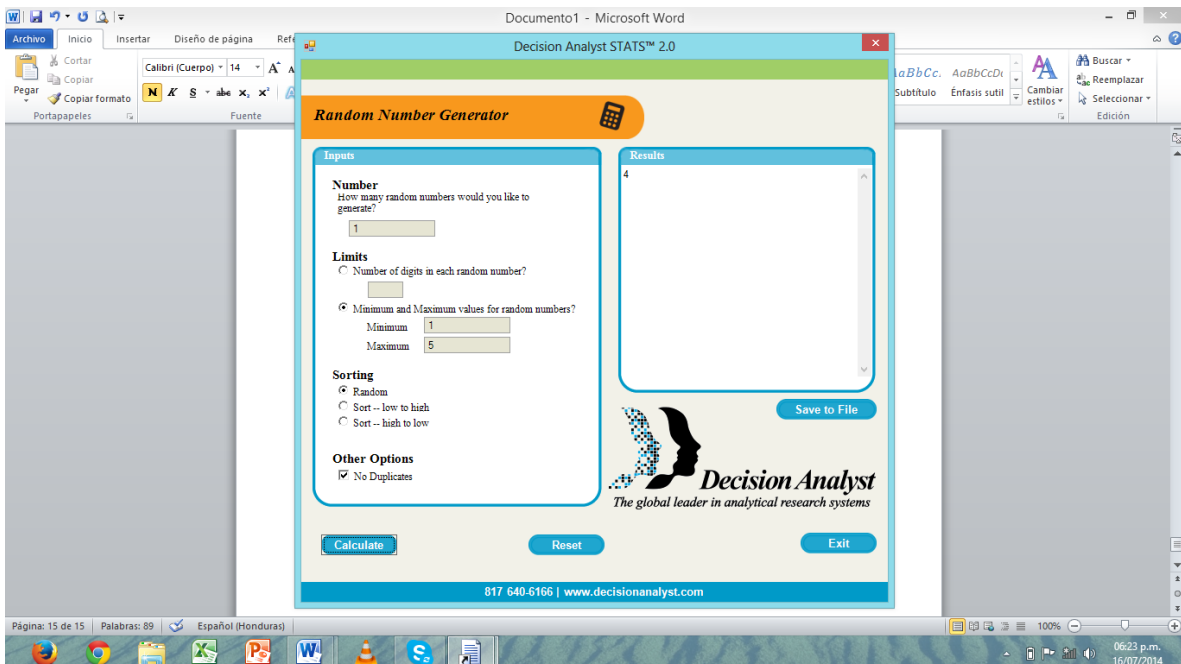 Documento1 - Microsoft Word
Archivo Inicio Insertar Diseño de página
Pegar
Cortar
Copiar
Copiar formato
Portapapeles
Calibri (Cuerpo) 14
N K S abc x₂ x²
Fuente
AaBbCcDc
Subtítulo Énfasis sutil
Cambiar
estilos
Buscar
Reemplazar
Seleccionar
Edición
Decision Analyst STATS™ 2.0
Random Number Generator
Inputs
Number
How many random numbers would you like to
generate?
1
Limits
Number of digits in each random number?
Minimum and Maximum values for random numbers?
Minimum 1
Maximum 5
Sorting
Random
Sort -- low to high
Sort -- high to low
Other Options
No Duplicates
Results
4
Save to File
Decision Analyst
The global leader in analytical research systems
Calculate Reset Exit
817 640-6166 | www.decisionanalyst.com
Página: 15 de 15 Palabras: 89 Español (Honduras) 100%
06:23 p.m.
16/07/2014